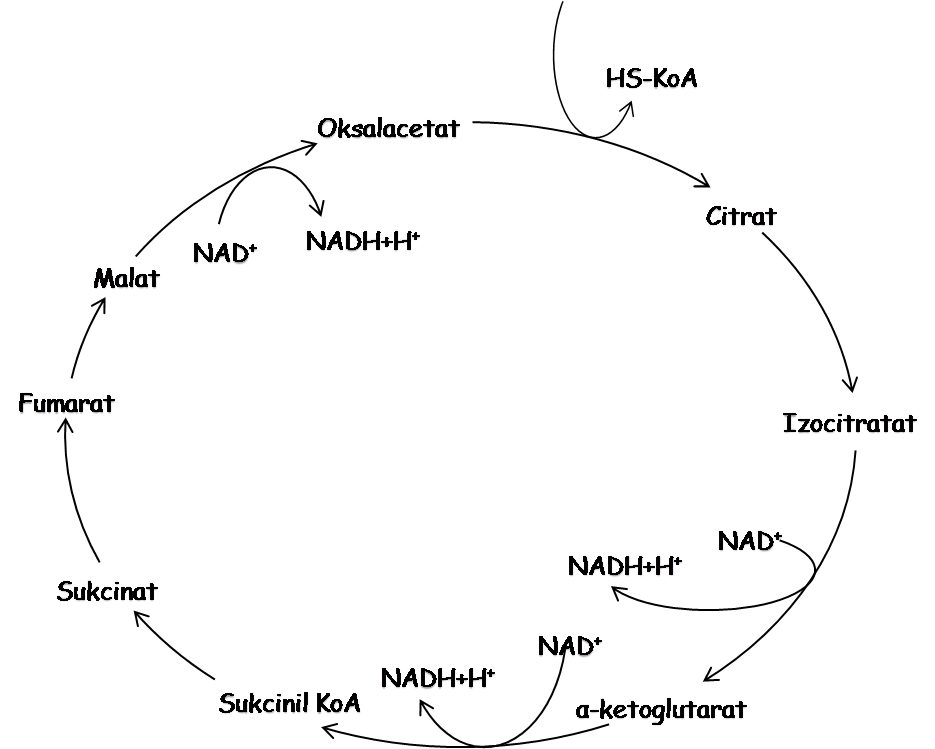 HS-KoA
Oksalacetat
Citrat
NAD⁺
NADH+H⁺
Malat
Fumarat
Izocitratat
NAD⁺
NADH+H⁺
Sukcinat
NAD⁺
NADH+H⁺
Sukcinil KoA
α-ketoglutarat